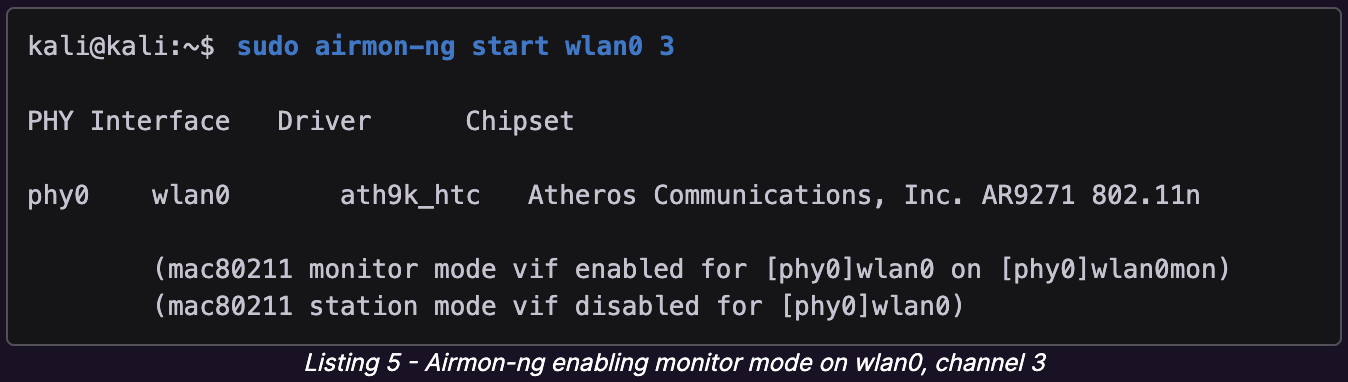 kali@kali:~$ sudo airmon-ng start wlan0 3
PHY Interface   Driver      Chipset
phy0    wlan0       ath9k_htc   Atheros Communications, Inc. AR9271 802.11n
        (mac80211 monitor mode vif enabled for [phy0]wlan0 on [phy0]wlan0mon)
        (mac80211 station mode vif disabled for [phy0]wlan0)
Listing 5 - Airmon-ng enabling monitor mode on wlan0, channel 3